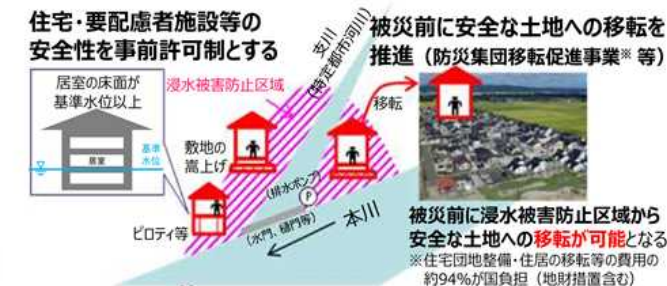 住宅・要配慮者施設等の
安全性を事前許可制とする
居室の床面が
基準水位以上
居室
基準
水位
浸水被害防止区域
敷地の
嵩上げ
ピロティ等
支川
(特定都市河川)
(排水ポンプ)
P
(水門、樋門等)
本川
移転
被災前に安全な土地への移転を
推進(防災集団移転促進事業※ 等)
被災前に浸水被害防止区域から
安全な土地への移転が可能となる
※住宅団地整備・住居の移転等の費用の
約94%が国負担(地財措置含む)